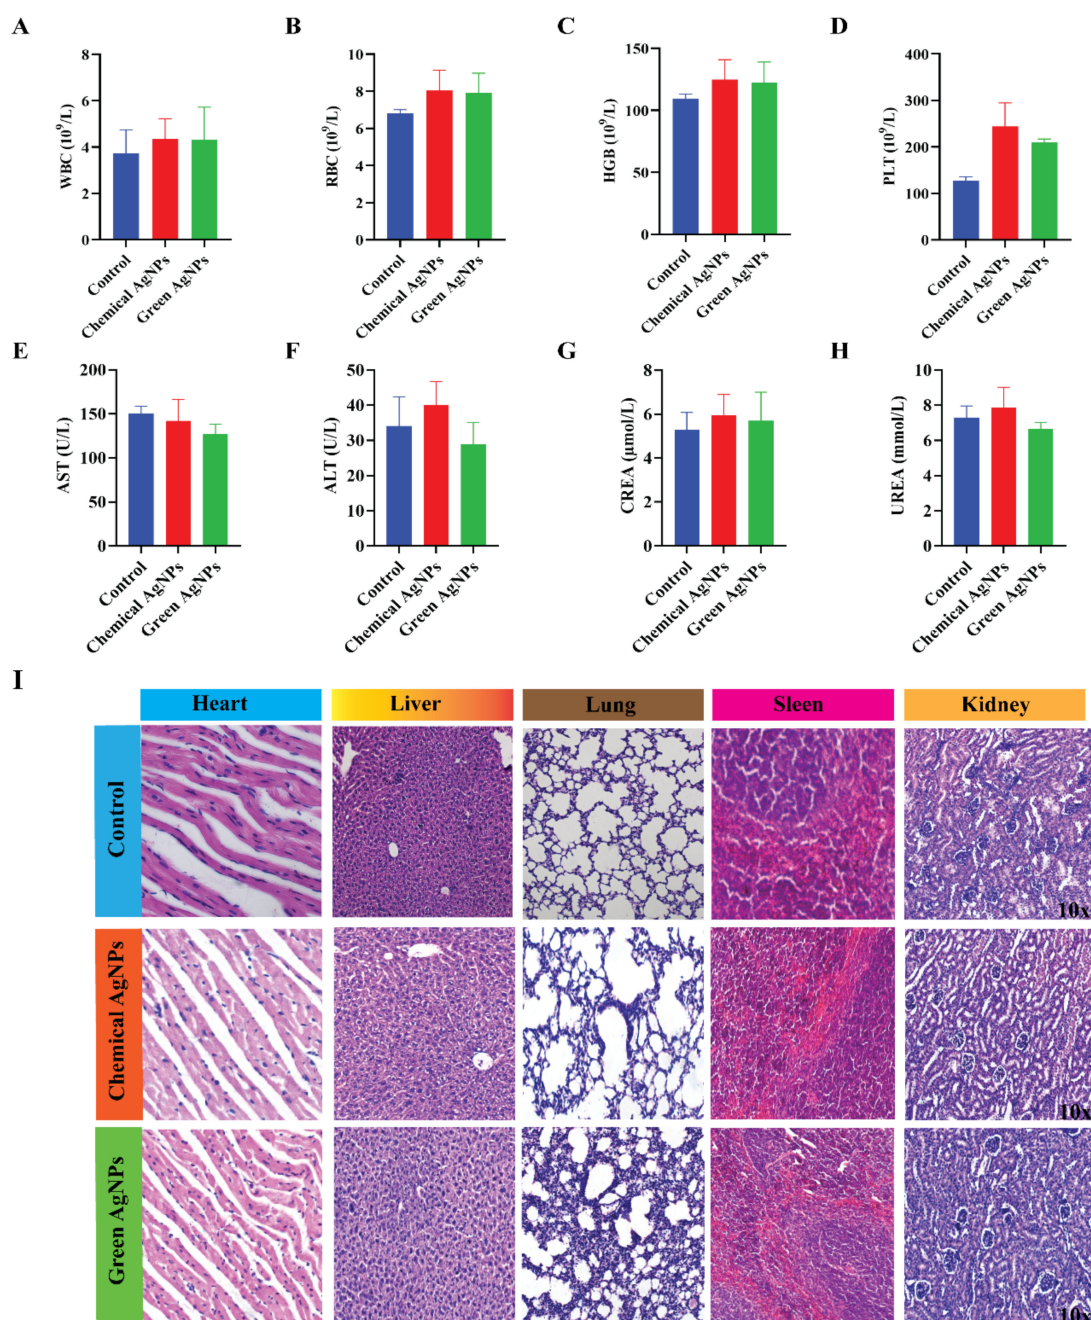 A
B
C
D
WBC (10⁹/L)
8
6
4
2
0
Control
Chemical AgNPs
Green AgNPs
RBC (10⁹/L)
10
8
6
4
2
0
Control
Chemical AgNPs
Green AgNPs
HGB (10⁹/L)
150
100
50
0
Control
Chemical AgNPs
Green AgNPs
PLT (10⁹/L)
400
300
200
100
0
Control
Chemical AgNPs
Green AgNPs
E
F
G
H
AST (U/L)
200
150
100
50
0
Control
Chemical AgNPs
Green AgNPs
ALT (U/L)
50
40
30
20
10
0
Control
Chemical AgNPs
Green AgNPs
CREA (μmol/L)
8
6
4
2
0
Control
Chemical AgNPs
Green AgNPs
UREA (mmol/L)
10
8
6
4
2
0
Control
Chemical AgNPs
Green AgNPs
I
Heart Liver Lung Sleen Kidney
Control
10x
Chemical AgNPs
10x
Green AgNPs
10x